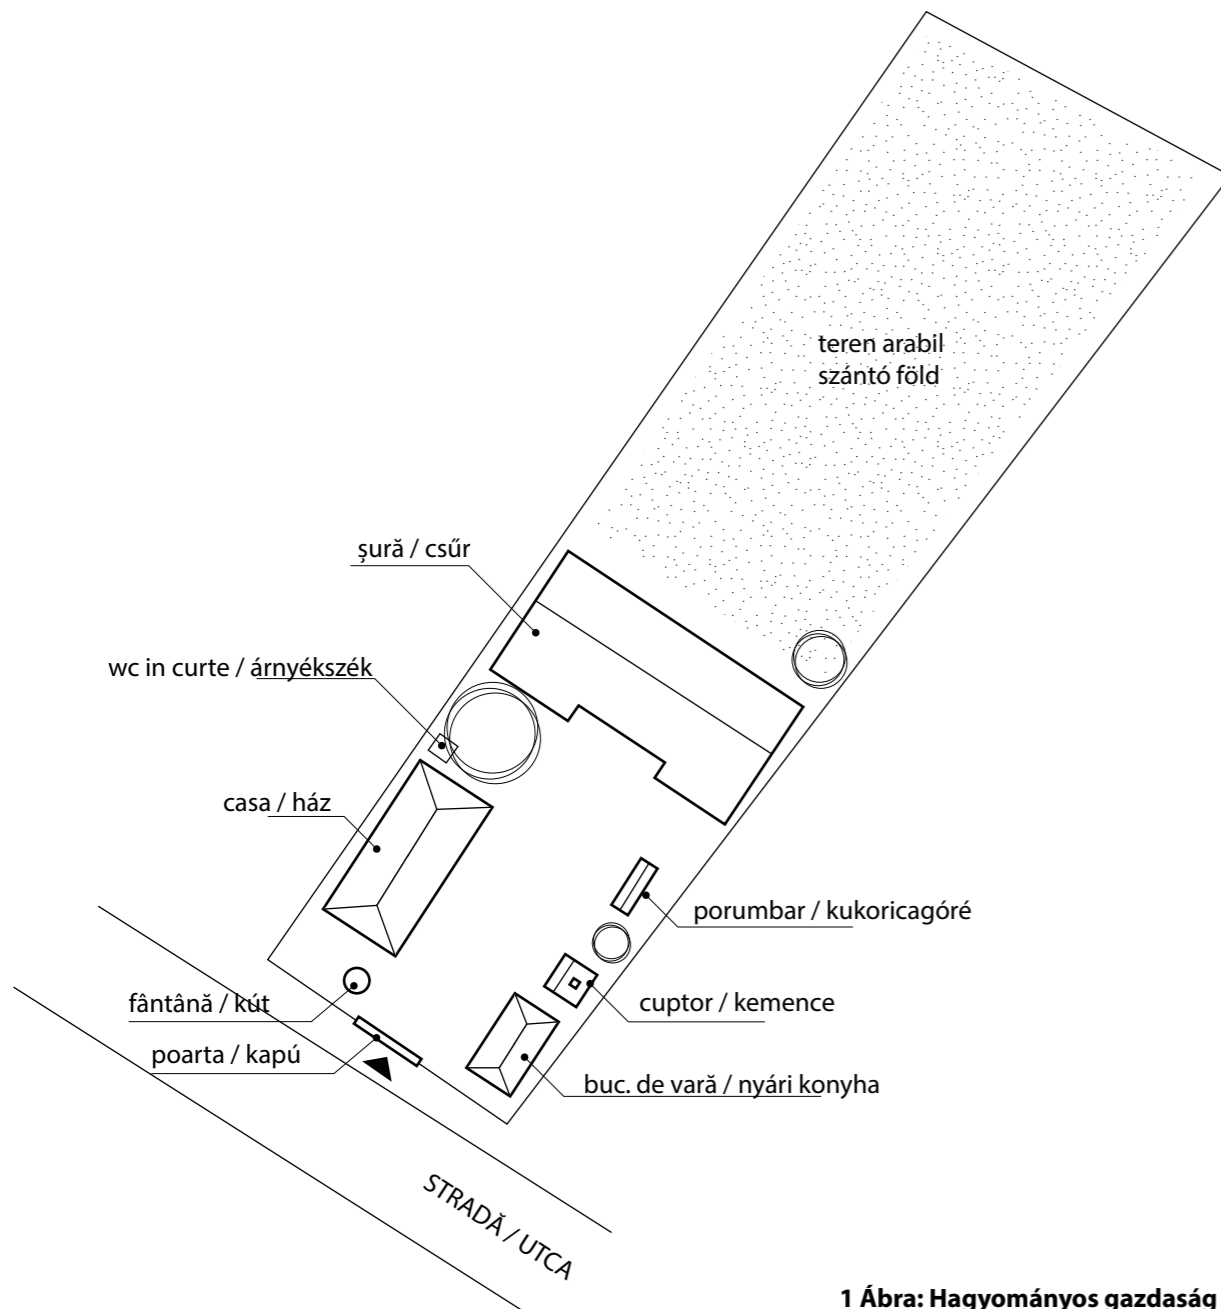 teren arabil
szántó föld
șură / csűr
wc in curte / árnyékszék
casa / ház
porumbar / kukoricagóré
fântână / kút
cuptor / kemence
poarta / kapú
buc. de vară / nyári konyha
STRADĂ / UTCA
1 Ábra: Hagyományos gazdaság